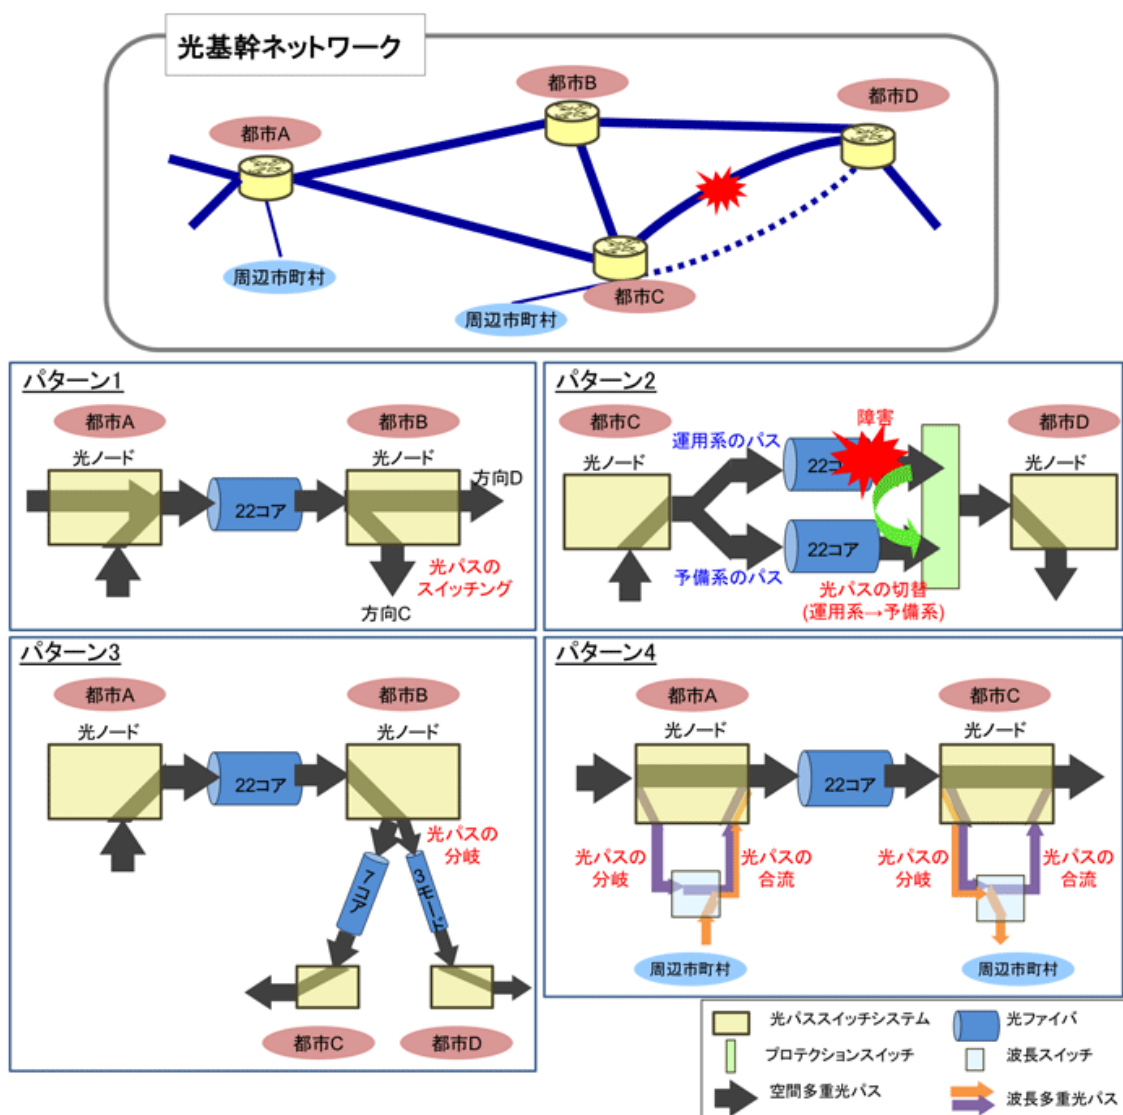 光基幹ネットワーク
都市A
都市B
都市D
周辺市町村
周辺市町村
都市C
パターン1
都市A
都市B
光ノード
光ノード
22コア
方向D
光パスの
スイッチング
方向C
パターン2
都市C
障害
都市D
光ノード
運用系のパス
22コ
光ノード
22コア
予備系のパス
光パスの切替
(運用系→予備系)
パターン3
都市A
都市B
光ノード
光ノード
22コア
光パスの
分岐
7コア
3モード
都市C
都市D
パターン4
都市A
都市C
光ノード
光ノード
22コア
光パスの
分岐
光パスの
合流
光パスの
分岐
光パスの
合流
周辺市町村
周辺市町村
光パススイッチシステム
光ファイバ
プロテクションスイッチ
波長スイッチ
空間多重光パス
波長多重光パス